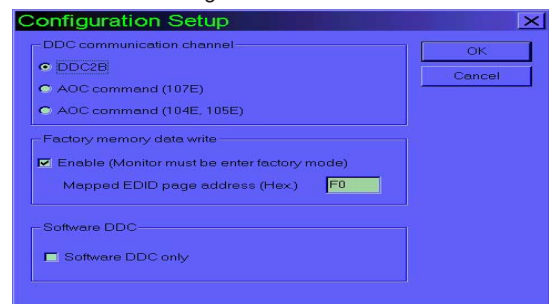 Configuration Setup
DDC communication channel
OK
DDC2B
Cancel
AOC command (107E)
AOC command (104E, 105E)
Factory memory data write
Enable (Monitor must be enter factory mode)
Mapped EDID page address (Hex.) F0
Software DDC
Software DDC only